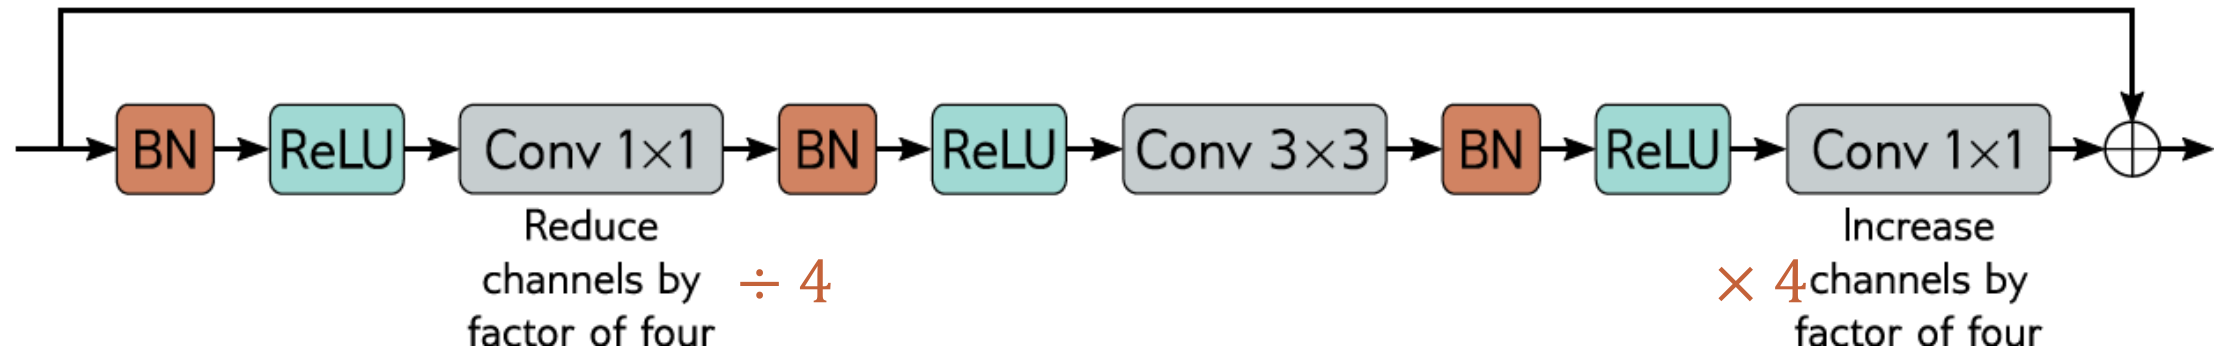 BN ReLU Conv 1×1 BN ReLU Conv 3×3 BN ReLU Conv 1×1
Reduce
channels by
factor of four
÷ 4
Increase
× 4 channels by
factor of four